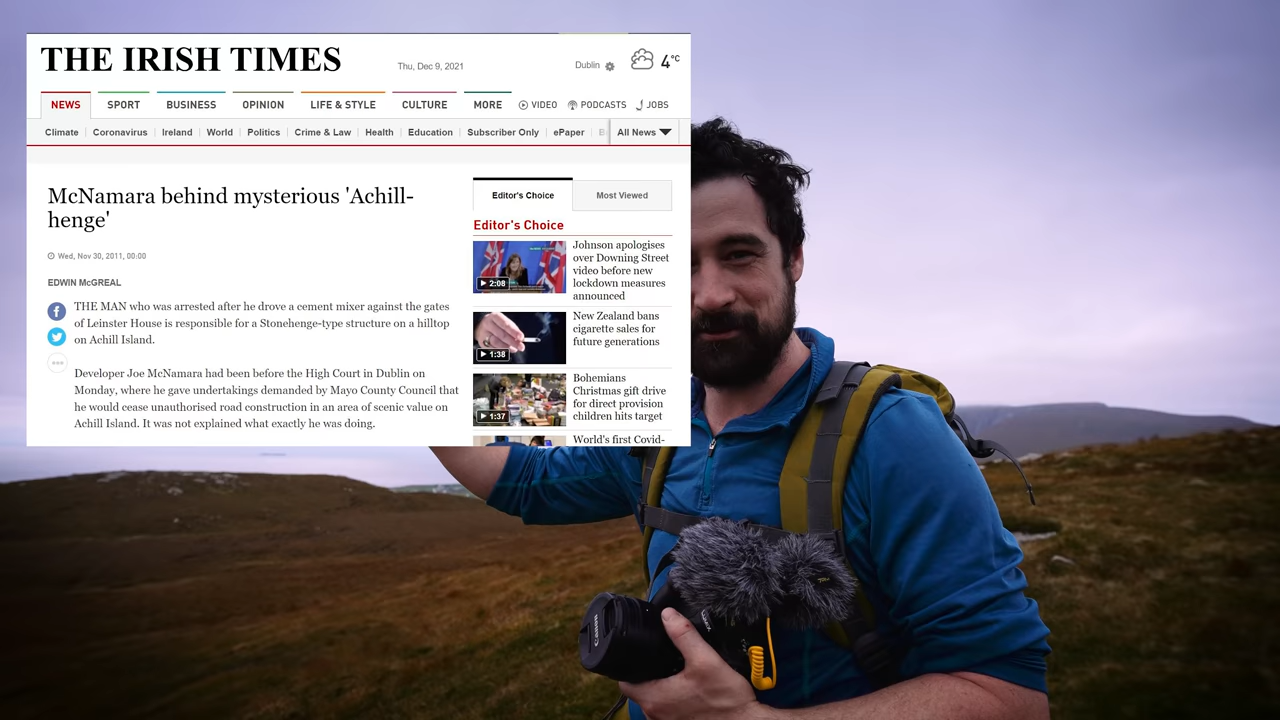 THE IRISH TIMES
Thu, Dec 9, 2021
Dublin
4°C
NEWS SPORT BUSINESS OPINION LIFE & STYLE CULTURE MORE VIDEO PODCASTS JOBS
Climate Coronavirus Ireland World Politics Crime & Law Health Education Subscriber Only ePaper All News
McNamara behind mysterious 'Achill-
henge'
Wed, Nov 30, 2011, 00:00
EDWIN McGREAL
THE MAN who was arrested after he drove a cement mixer against the gates
of Leinster House is responsible for a Stonehenge-type structure on a hilltop
on Achill Island.
Developer Joe McNamara had been before the High Court in Dublin on
Monday, where he gave undertakings demanded by Mayo County Council that
he would cease unauthorised road construction in an area of scenic value on
Achill Island. It was not explained what exactly he was doing.
Editor's Choice Most Viewed
Editor's Choice
2:08
Johnson apologises
over Downing Street
video before new
lockdown measures
announced
1:38
New Zealand bans
cigarette sales for
future generations
1:37
Bohemians
Christmas gift drive
for direct provision
children hits target
World's first Covid-
Canon
LUMIX